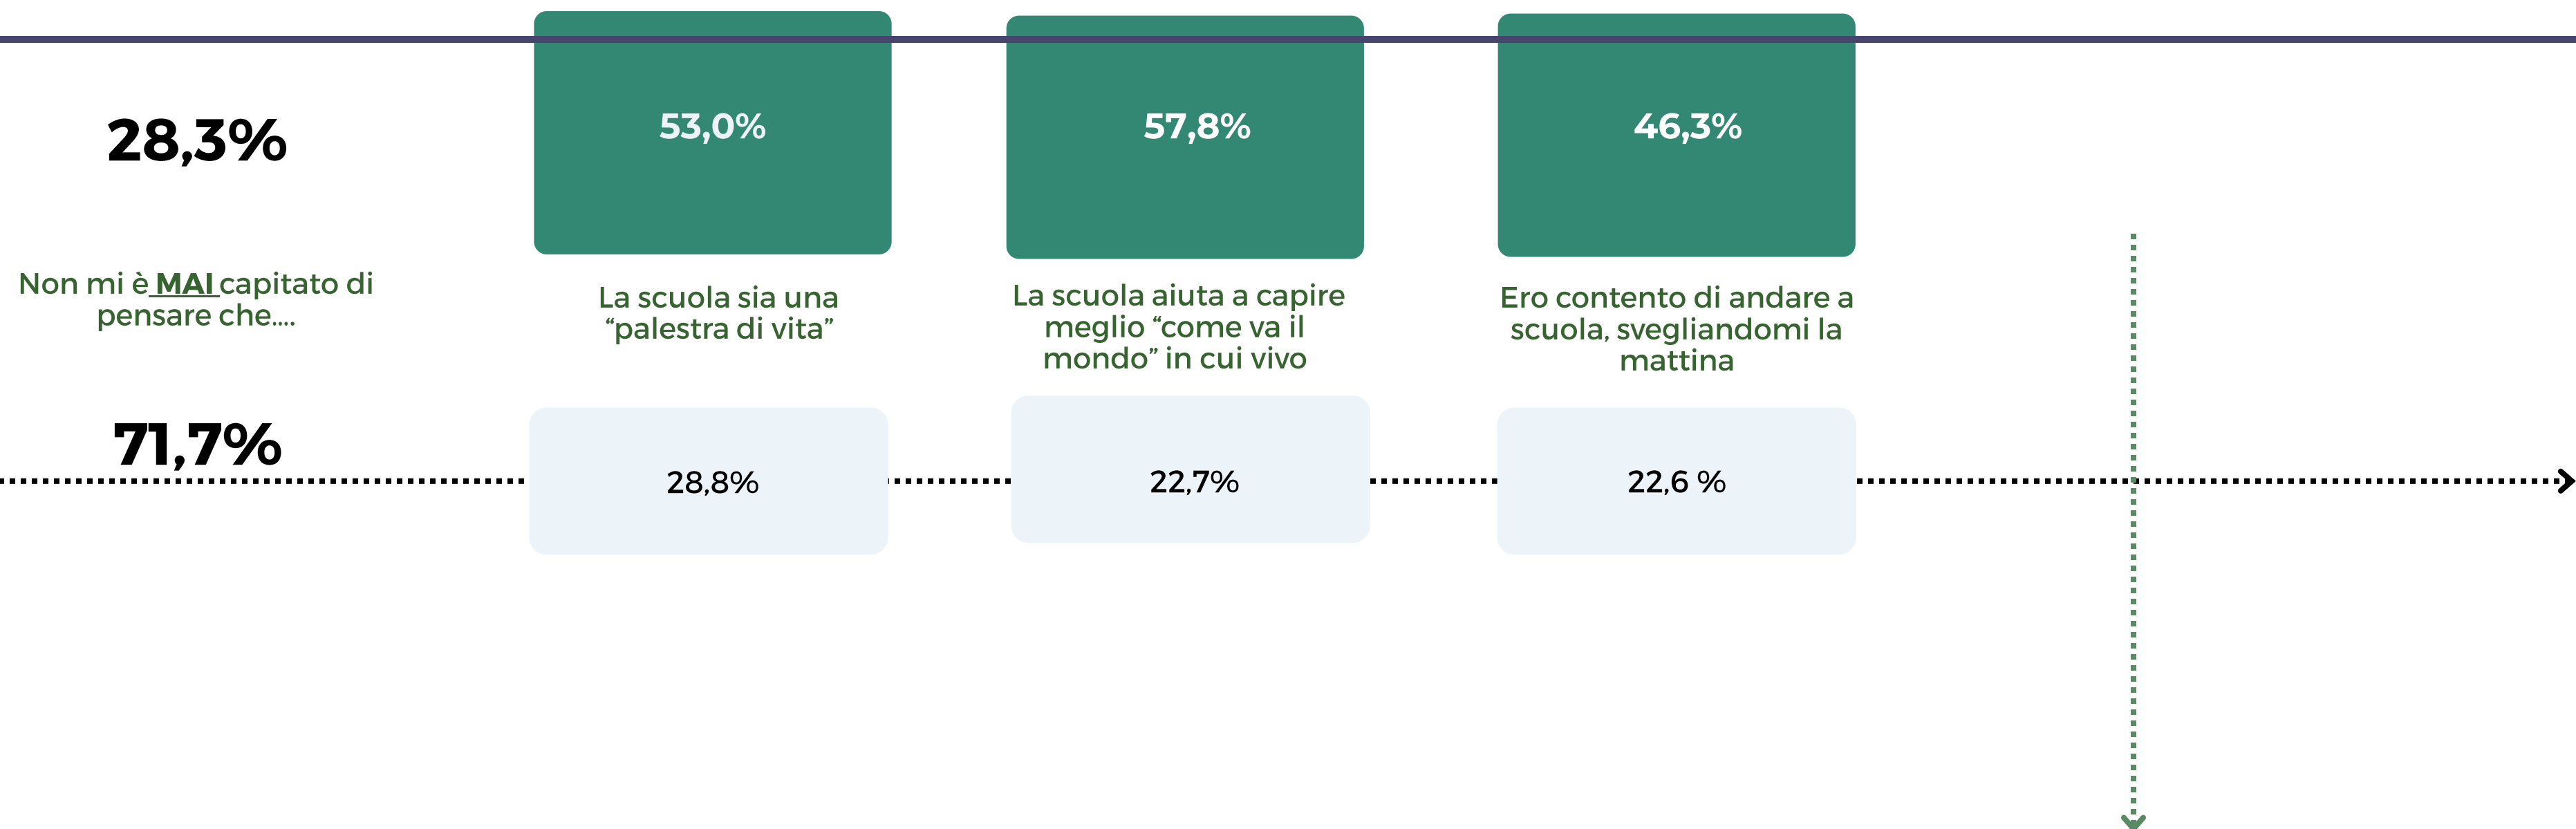 28,3%
53,0%
57,8%
46,3%
Non mi è MAI capitato di
pensare che....
La scuola sia una
“palestra di vita”
La scuola aiuta a capire
meglio “come va il
mondo” in cui vivo
Ero contento di andare a
scuola, svegliandomi la
mattina
71,7%
28,8%
22,7%
22,6 %